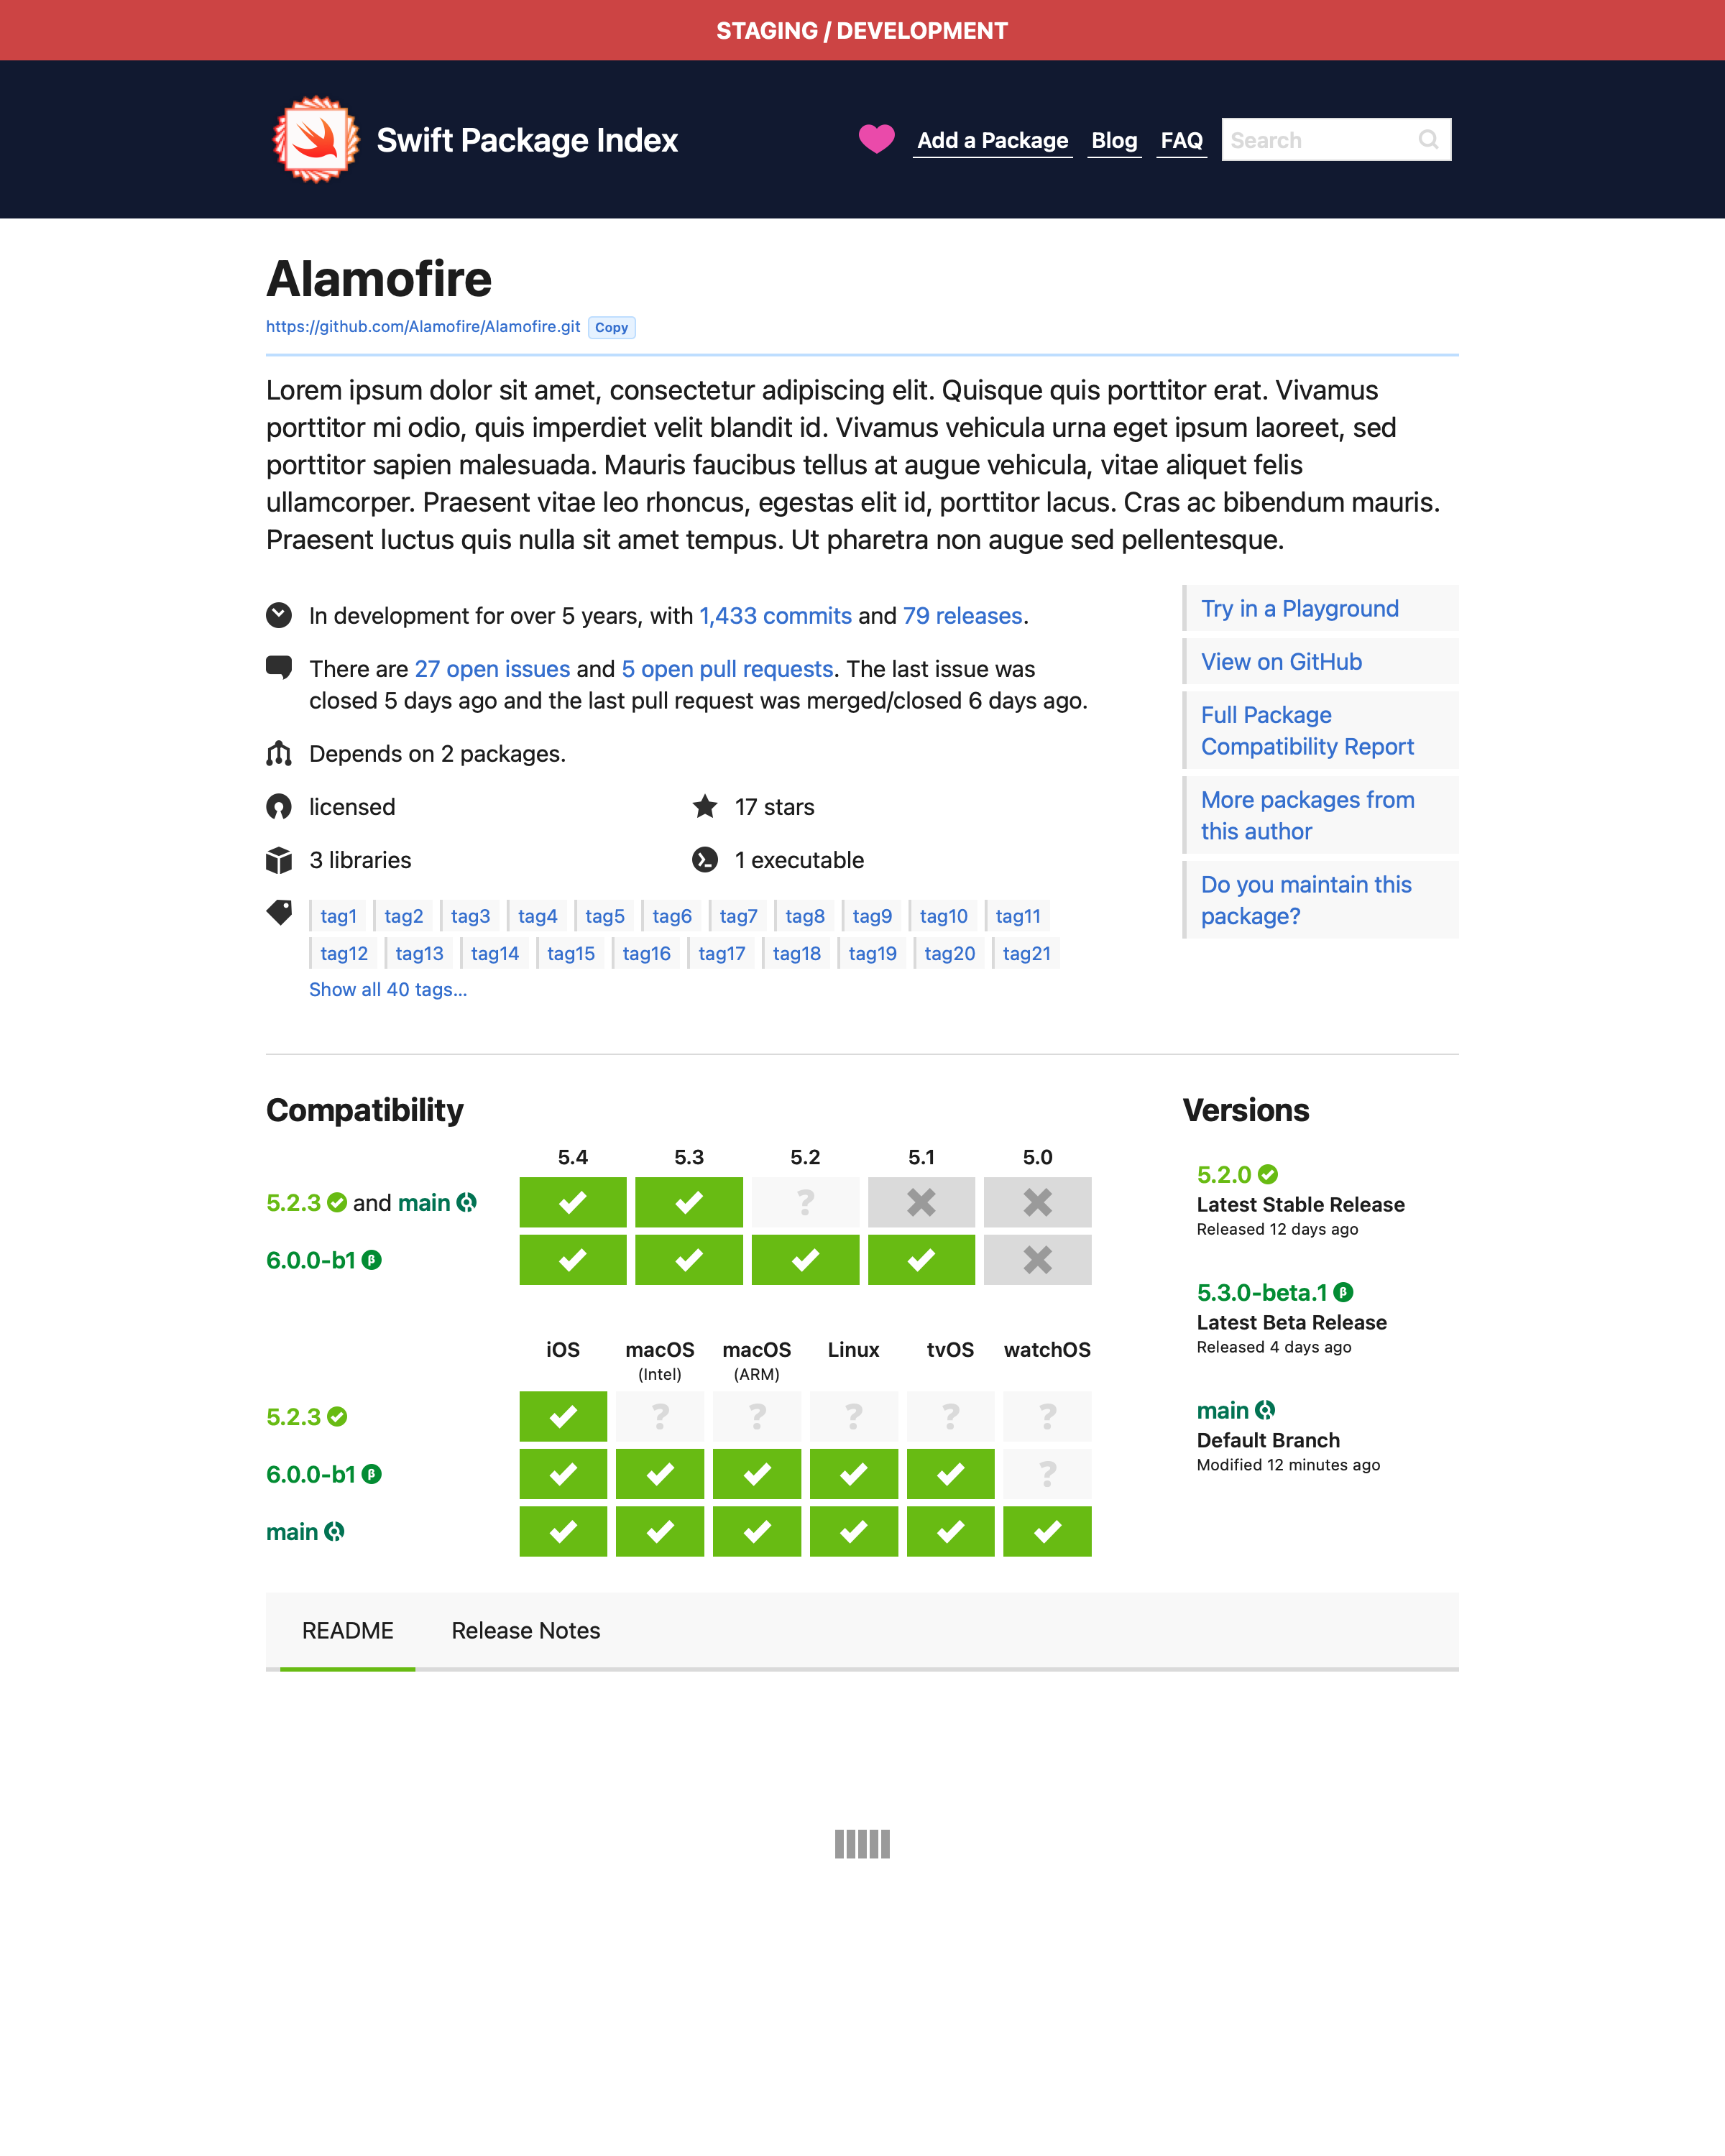 STAGING / DEVELOPMENT
Swift Package Index
Add a Package Blog FAQ Search
Alamofire
https://github.com/Alamofire/Alamofire.git Copy
Lorem ipsum dolor sit amet, consectetur adipiscing elit. Quisque quis porttitor erat. Vivamus
porttitor mi odio, quis imperdiet velit blandit id. Vivamus vehicula urna eget ipsum laoreet, sed
porttitor sapien malesuada. Mauris faucibus tellus at augue vehicula, vitae aliquet felis
ullamcorper. Praesent vitae leo rhoncus, egestas elit id, porttitor lacus. Cras ac bibendum mauris.
Praesent luctus quis nulla sit amet tempus. Ut pharetra non augue sed pellentesque.
In development for over 5 years, with 1,433 commits and 79 releases.
There are 27 open issues and 5 open pull requests. The last issue was
closed 5 days ago and the last pull request was merged/closed 6 days ago.
Depends on 2 packages.
licensed
17 stars
3 libraries
1 executable
tag1 tag2 tag3 tag4 tag5 tag6 tag7 tag8 tag9 tag10 tag11
tag12 tag13 tag14 tag15 tag16 tag17 tag18 tag19 tag20 tag21
Show all 40 tags...
Try in a Playground
View on GitHub
Full Package
Compatibility Report
More packages from
this author
Do you maintain this
package?
Compatibility
5.4 5.3 5.2 5.1 5.0
5.2.3 and main ?
6.0.0-b1 β
iOS macOS macOS Linux tvOS watchOS
(Intel) (ARM)
5.2.3 ? ? ? ? ?
6.0.0-b1 β ?
main
Versions
5.2.0
Latest Stable Release
Released 12 days ago
5.3.0-beta.1 β
Latest Beta Release
Released 4 days ago
main
Default Branch
Modified 12 minutes ago
README Release Notes